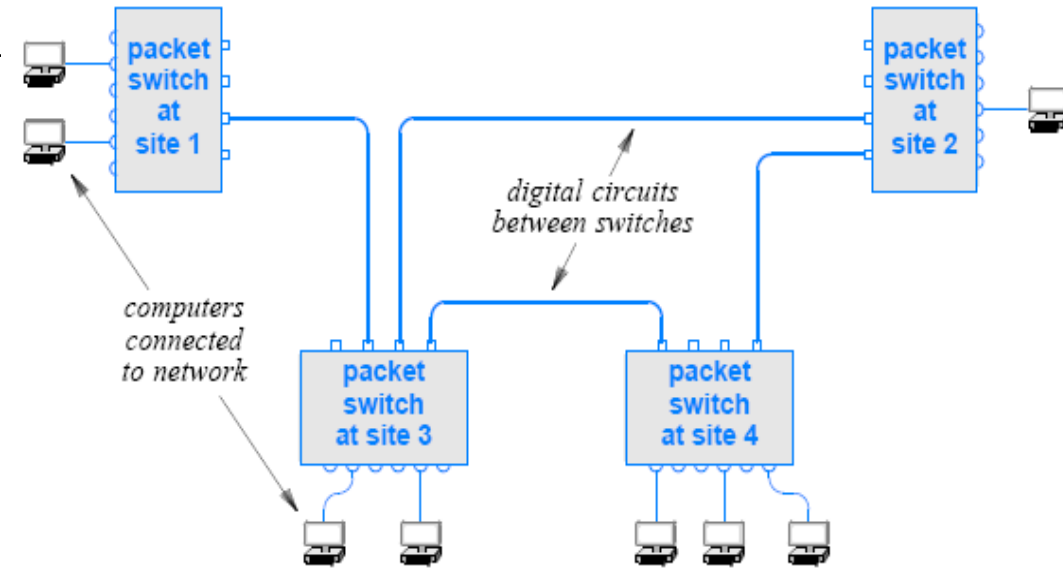 packet
switch
at
site 1
packet
switch
at
site 2
digital circuits
between switches
computers
connected
to network
packet
switch
at site 3
packet
switch
at site 4